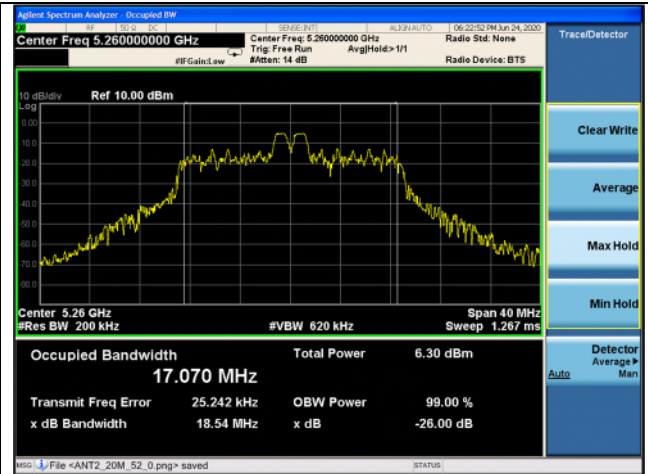 Agilent Spectrum Analyzer - Occupied BW
RF 50 Ω DC SENSE:INT ALIGNAUTO 06:22:52 PM Jun 24, 2020
Center Freq 5.260000000 GHz Center Freq: 5.260000000 GHz Radio Std: None Trace/Detector
Trig: Free Run Avg|Hold:>1/1
#IFGain:Low #Atten: 14 dB Radio Device: BTS
10 dB/div Ref 10.00 dBm
Log
0.00
-10.0
-20.0
-30.0
-40.0
-50.0
-60.0
-70.0
-80.0
Clear Write
Average
Max Hold
Min Hold
Center 5.26 GHz Span 40 MHz
#Res BW 200 kHz #VBW 620 kHz Sweep 1.267 ms
Occupied Bandwidth Total Power 6.30 dBm
17.070 MHz
Transmit Freq Error 25.242 kHz OBW Power 99.00 %
x dB Bandwidth 18.54 MHz x dB -26.00 dB
Detector
Average▶
Auto Man
MSG File <ANT2_20M_52_0.png> saved STATUS